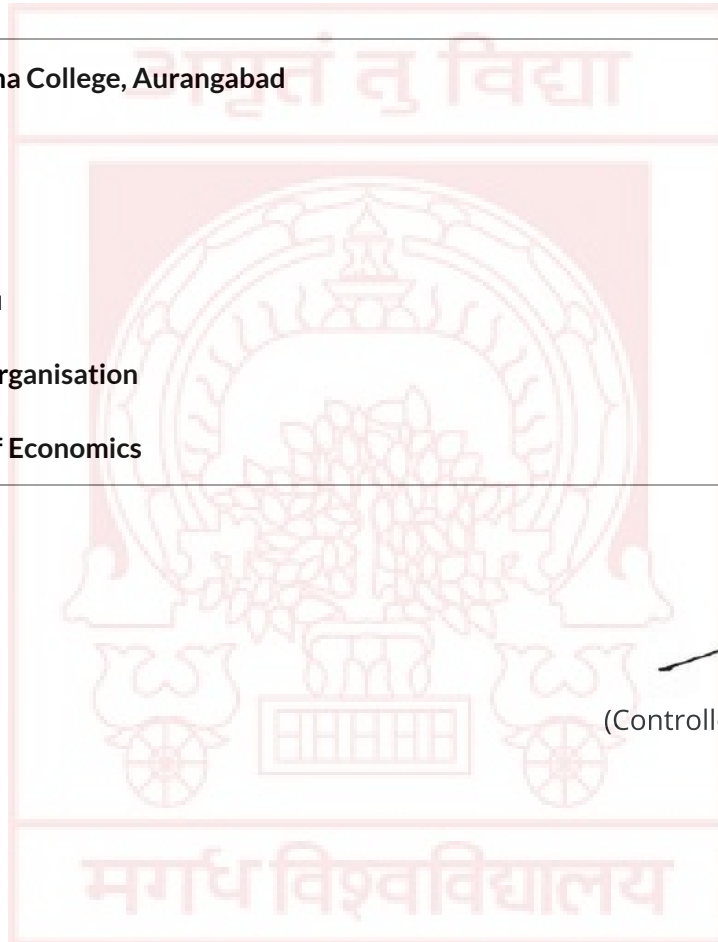 अमृतं तु विद्या
na College, Aurangabad
rganisation
f Economics
(Controll
मगध विश्वविद्यालय